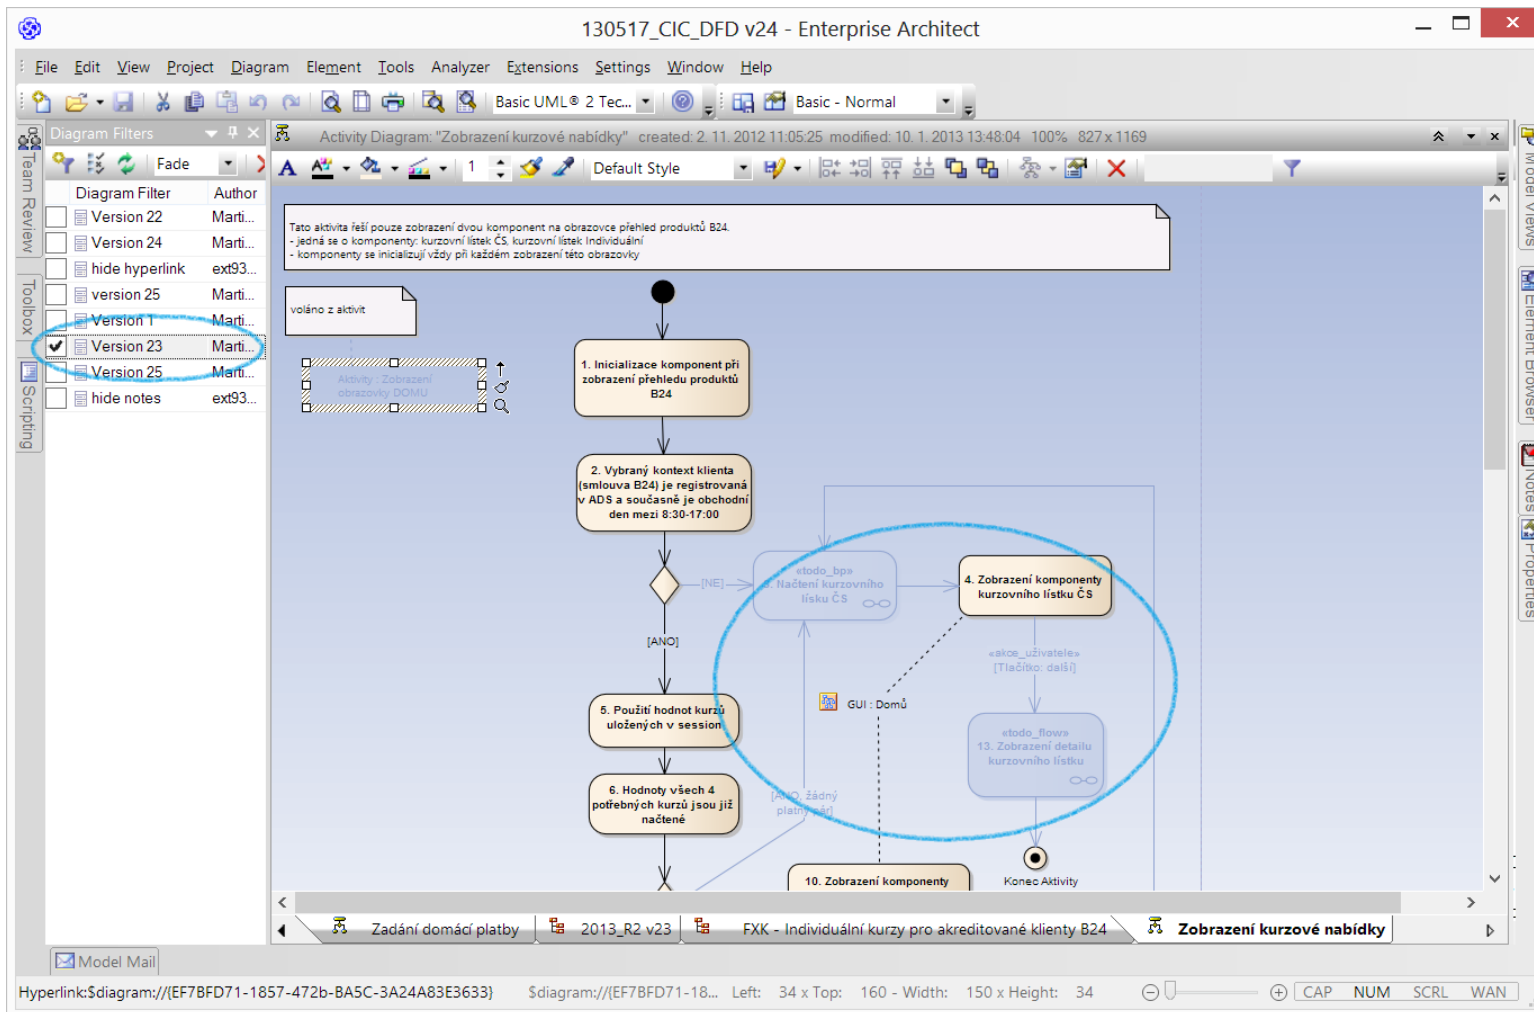 130517_CIC_DFD v24 - Enterprise Architect
File Edit View Project Diagram Element Tools Analyzer Extensions Settings Window Help
Basic UML® 2 Tec...
Basic - Normal
Diagram Filters
Activity Diagram: "Zobrazení kurzové nabídky" created: 2. 11. 2012 11:05:25 modified: 10. 1. 2013 13:48:04 100% 827 x 1169
Fade
A
1
Default Style
Team Review
Toolbox
Scripting
Diagram Filter Author
Version 22 Marti...
Version 24 Marti...
hide hyperlink ext93...
version 25 Marti...
Version 1 Marti...
Version 23 Marti...
Version 25 Marti...
hide notes ext93...
Tato aktivita řeší pouze zobrazení dvou komponent na obrazovce přehled produktů B24.
- jedná se o komponenty: kurzovní lístek ČS, kurzovní lístek Individuální
- komponenty se inicializují vždy při každém zobrazení této obrazovky
voláno z aktivit
Aktivity : Zobrazení
obrazovky DOMU
1. Inicializace komponent při
zobrazení přehledu produktů
B24
2. Vybraný kontext klienta
(smlouva B24) je registrovaná
v ADS a současně je obchodní
den mezi 8:30-17:00
[NE]
«todo_bp»
Načtení kurzovního
lísku ČS
4. Zobrazení komponenty
kurzovního lístku ČS
[ANO]
«akce_uživatele»
[Tlačítko: další]
5. Použití hodnot kurzů
uložených v session
GUI : Domů
«todo_flow»
13. Zobrazení detailu
kurzovního lístku
6. Hodnoty všech 4
potřebných kurzů jsou již
načtené
[ANO, žádný
platný pár]
10. Zobrazení komponenty
Konec Aktivity
Model Views
Element Browser
Notes
Properties
Zadání domácí platby
2013_R2 v23
FXK - Individuální kurzy pro akreditované klienty B24
Zobrazení kurzové nabídky
Model Mail
Hyperlink:$diagram://{EF7BFD71-1857-472b-BA5C-3A24A83E3633} $diagram://{EF7BFD71-18... Left: 34 x Top: 160 - Width: 150 x Height: 34 CAP NUM SCRL WAN